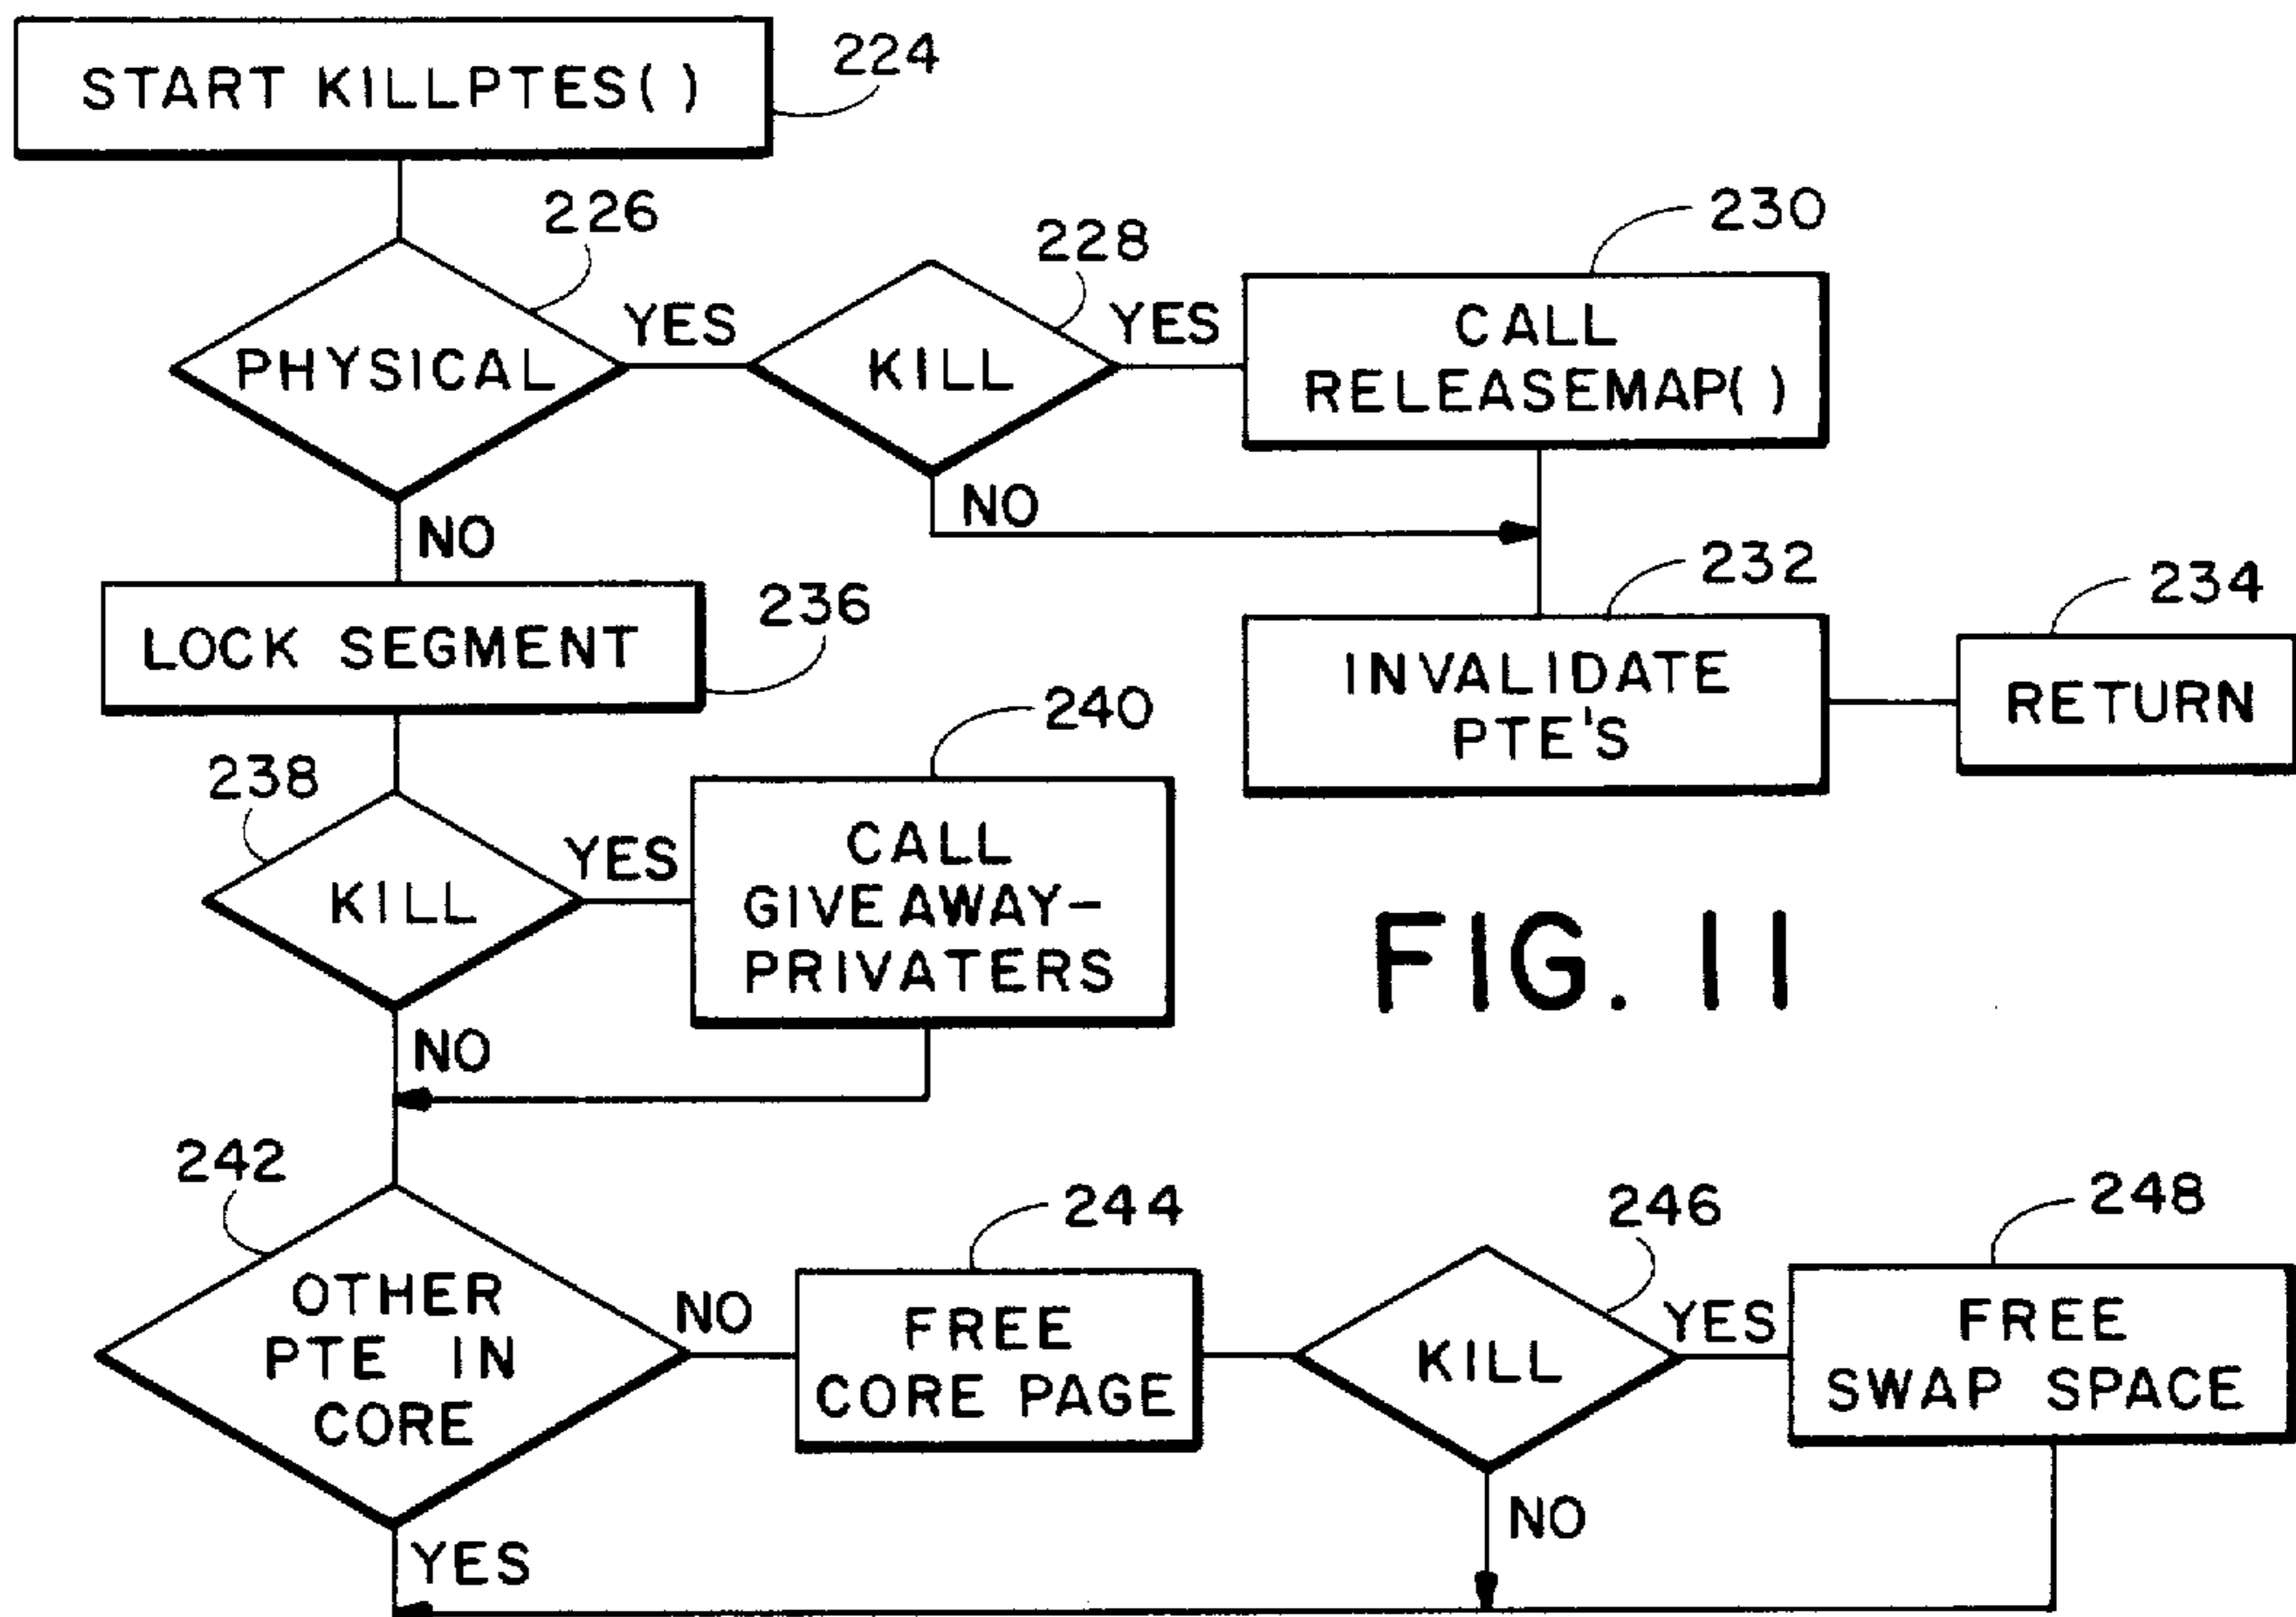 START KILLPTES( )
224
PHYSICAL
226
YES
KILL
228
YES
CALL
RELEASEMAP( )
230
NO
NO
INVALIDATE
PTE'S
232
RETURN
234
LOCK SEGMENT
236
KILL
238
YES
CALL
GIVEAWAY-
PRIVATERS
240
NO
FIG. 11
OTHER
PTE IN
CORE
242
NO
FREE
CORE PAGE
244
KILL
246
YES
FREE
SWAP SPACE
248
NO
YES